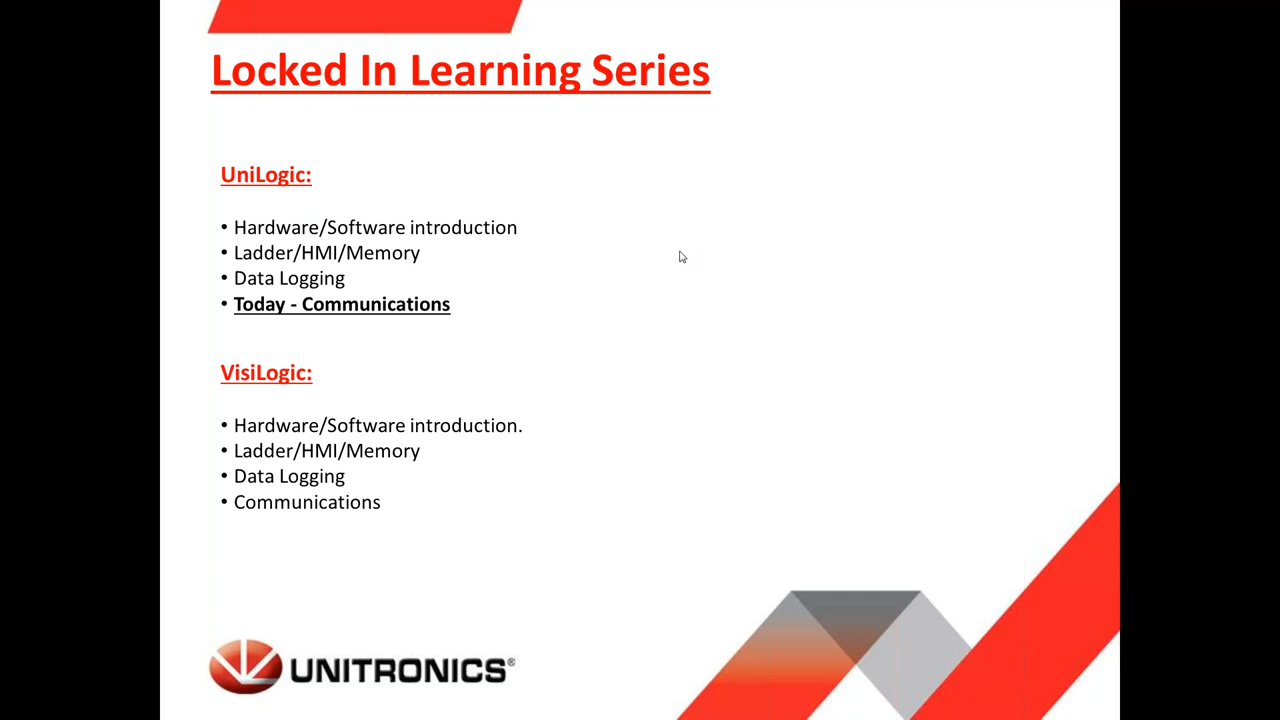 Locked In Learning Series
UniLogic:
• Hardware/Software introduction
• Ladder/HMI/Memory
• Data Logging
• Today - Communications
VisiLogic:
• Hardware/Software introduction.
• Ladder/HMI/Memory
• Data Logging
• Communications
UNITRONICS®